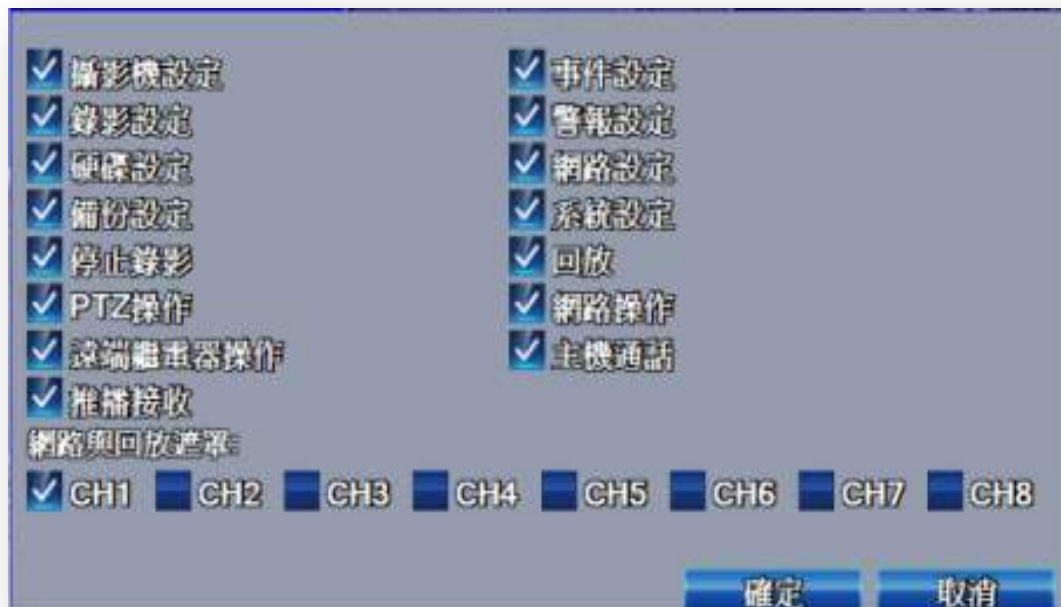 攝影機設定 事件設定
錄影設定 警報設定
硬碟設定 網路設定
備份設定 系統設定
停止錄影 回放
PTZ操作 網路操作
遠端繼電器操作 主機通話
推播接收
網路與回放遮罩:
CH1 CH2 CH3 CH4 CH5 CH6 CH7 CH8
確定 取消